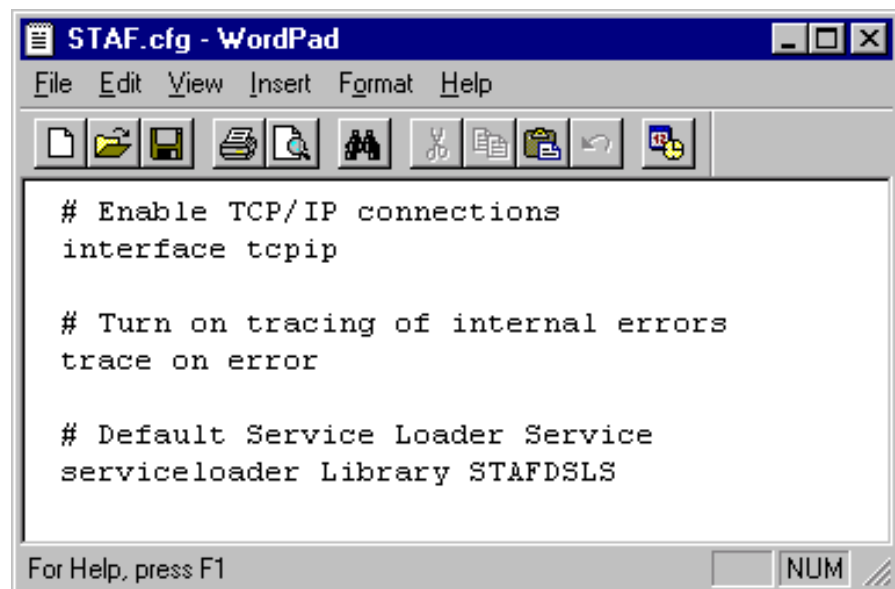 STAF.cfg - WordPad
File Edit View Insert Format Help
# Enable TCP/IP connections
interface tcpip
# Turn on tracing of internal errors
trace on error
# Default Service Loader Service
serviceloader Library STAFDSLS
For Help, press F1
NUM